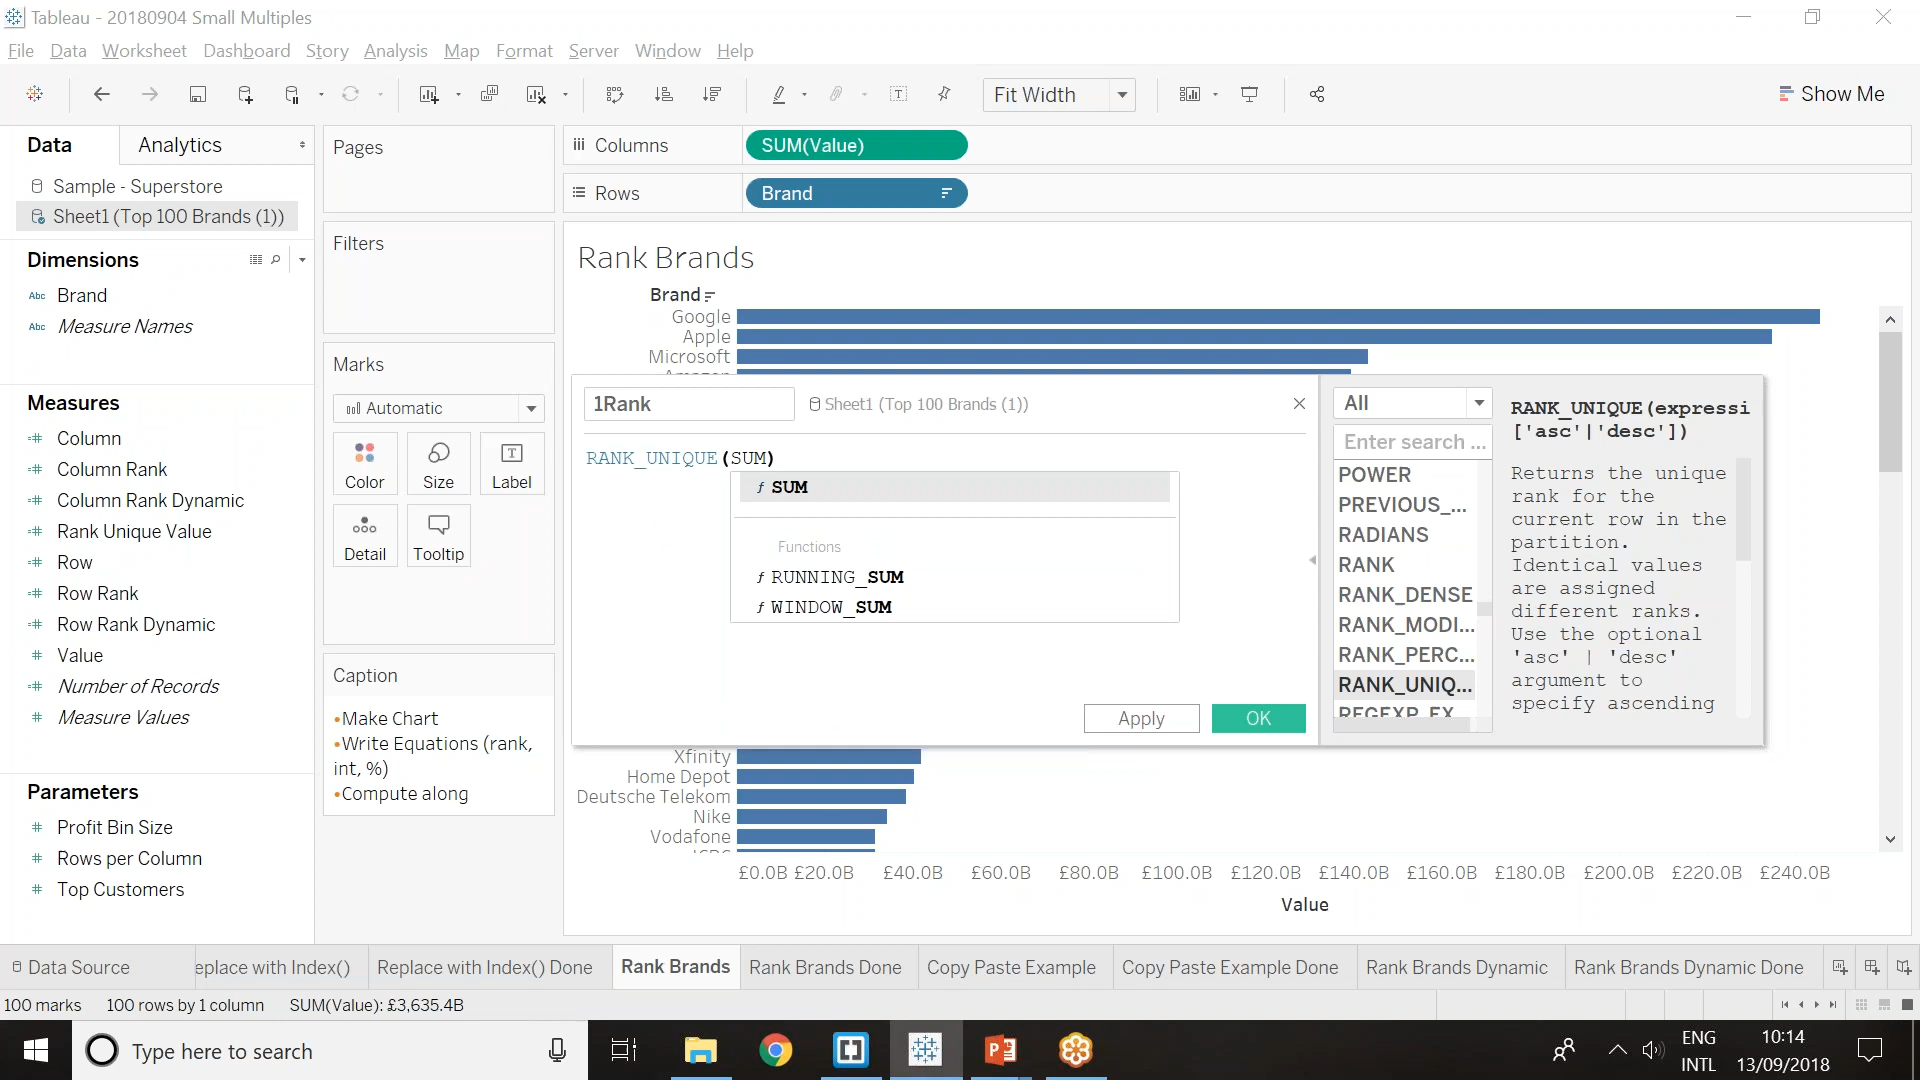 Tableau - 20180904 Small Multiples
File Data Worksheet Dashboard Story Analysis Map Format Server Window Help
Fit Width
Show Me
Data
Analytics
Sample - Superstore
Sheet1 (Top 100 Brands (1))
Dimensions
Abc Brand
Abc Measure Names
Measures
Column
Column Rank
Column Rank Dynamic
Rank Unique Value
Row
Row Rank
Row Rank Dynamic
Value
Number of Records
Measure Values
Parameters
Profit Bin Size
Rows per Column
Top Customers
Pages
Filters
Marks
Automatic
Color
Size
Label
Detail
Tooltip
Caption
•Make Chart
•Write Equations (rank,
int, %)
•Compute along
Columns
SUM(Value)
Rows
Brand
Rank Brands
Brand
Google
Apple
Microsoft
1Rank
Sheet1 (Top 100 Brands (1))
RANK_UNIQUE(SUM)
SUM
Functions
RUNNING_SUM
WINDOW_SUM
Apply
OK
All
Enter search ...
POWER
PREVIOUS_...
RADIANS
RANK
RANK_DENSE
RANK_MODI...
RANK_PERC...
RANK_UNIQ...
REGEXP_EX
RANK_UNIQUE(expressi
['asc'|'desc'])
Returns the unique
rank for the
current row in the
partition.
Identical values
are assigned
different ranks.
Use the optional
'asc' | 'desc'
argument to
specify ascending
Xfinity
Home Depot
Deutsche Telekom
Nike
Vodafone
£0.0B £20.0B £40.0B £60.0B £80.0B £100.0B £120.0B £140.0B £160.0B £180.0B £200.0B £220.0B £240.0B
Value
Data Source
eplace with Index()
Replace with Index() Done
Rank Brands
Rank Brands Done
Copy Paste Example
Copy Paste Example Done
Rank Brands Dynamic
Rank Brands Dynamic Done
100 marks 100 rows by 1 column SUM(Value): £3,635.4B
Type here to search
ENG
INTL
10:14
13/09/2018